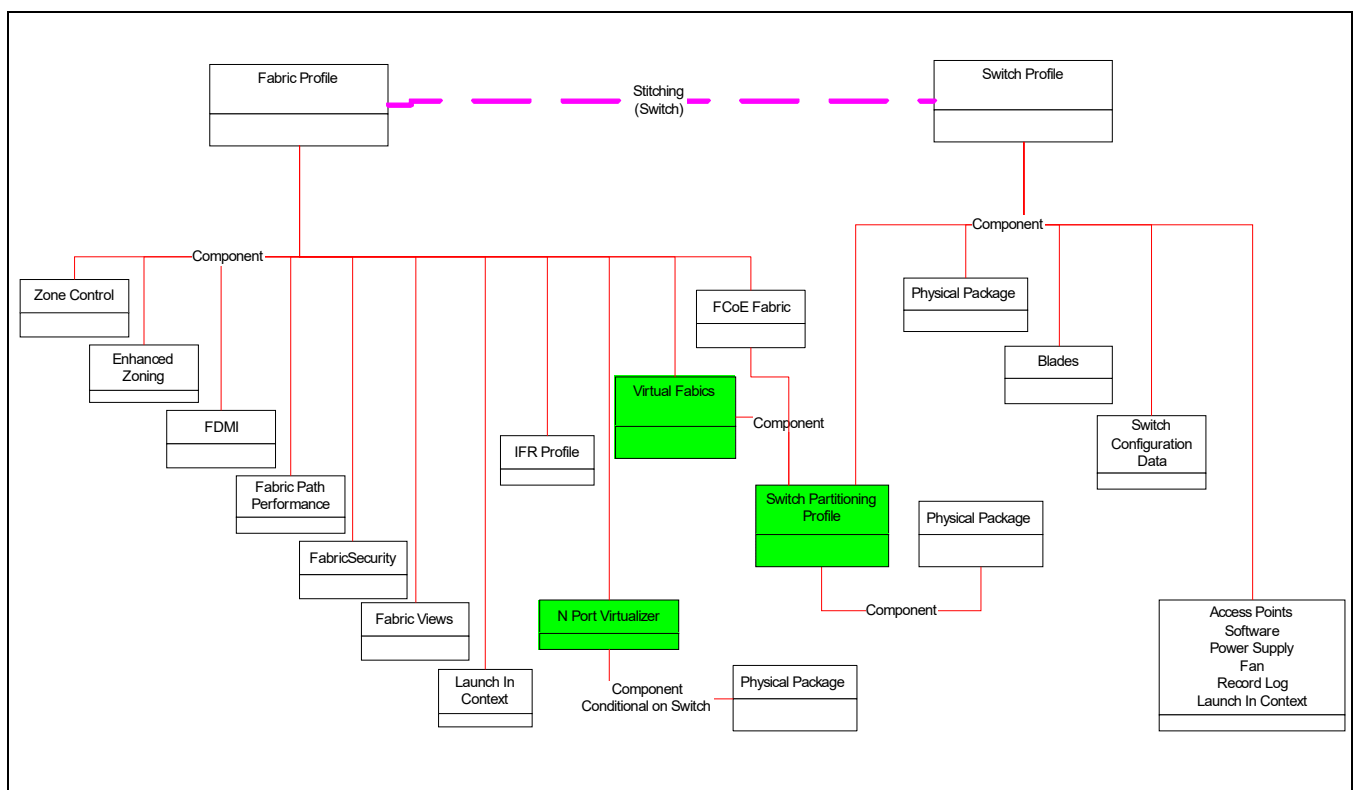 Fabric Profile
Switch Profile
Stitching
(Switch)
Component
Component
Zone Control
Physical Package
FCoE Fabric
Enhanced
Zoning
Blades
Virtual Fabics
FDMI
Component
Switch
Configuration
Data
IFR Profile
Fabric Path
Performance
Switch Partitioning
Profile
Physical Package
FabricSecurity
Component
Fabric Views
N Port Virtualizer
Access Points
Software
Power Supply
Fan
Record Log
Launch In Context
Launch In
Context
Component
Conditional on Switch
Physical Package